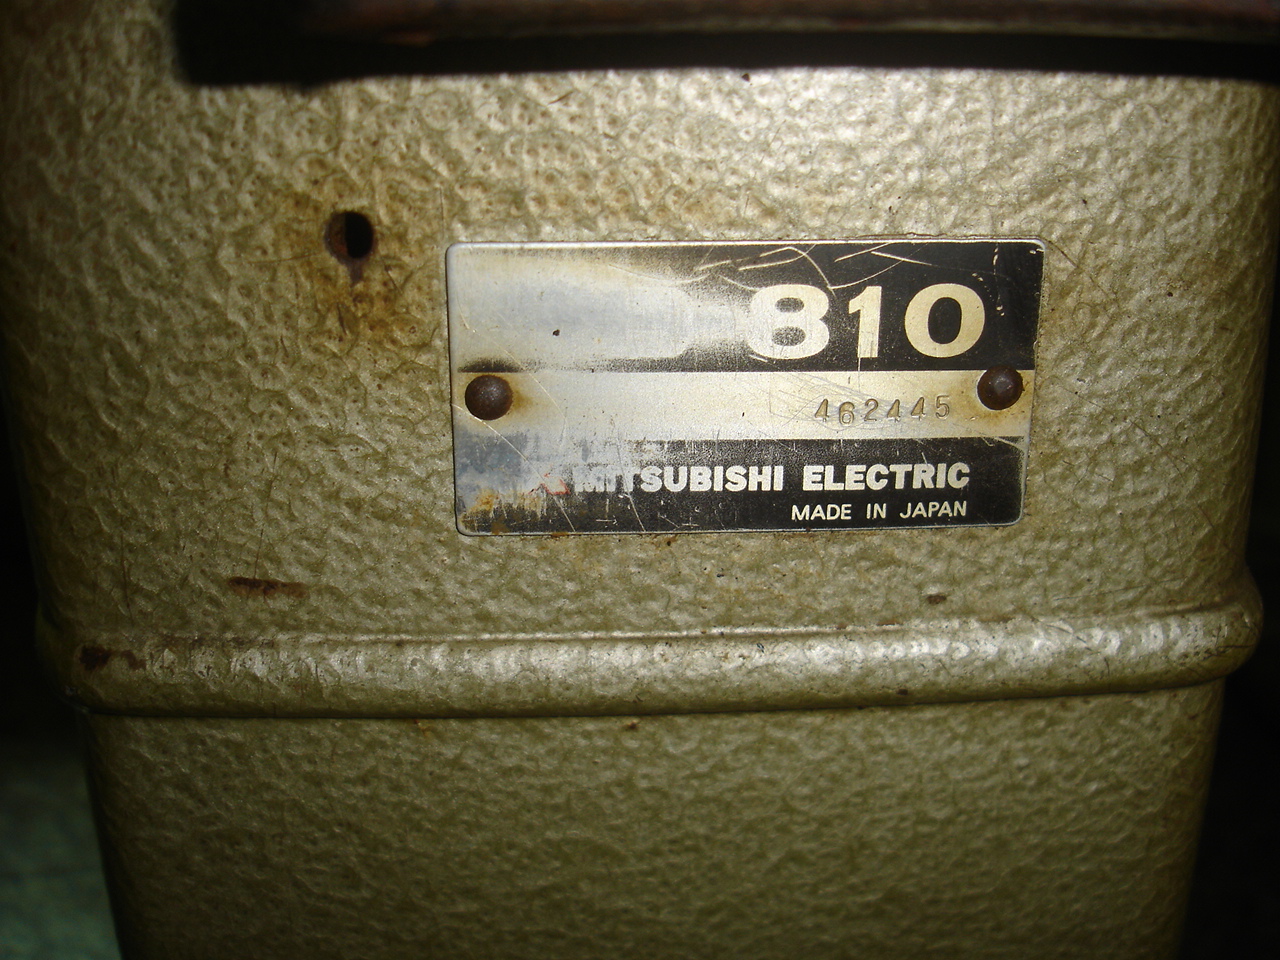 810
462445
MITSUBISHI ELECTRIC
MADE IN JAPAN